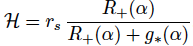 ℋ = r_s R_+(α) / (R_+(α) + g_*(α))